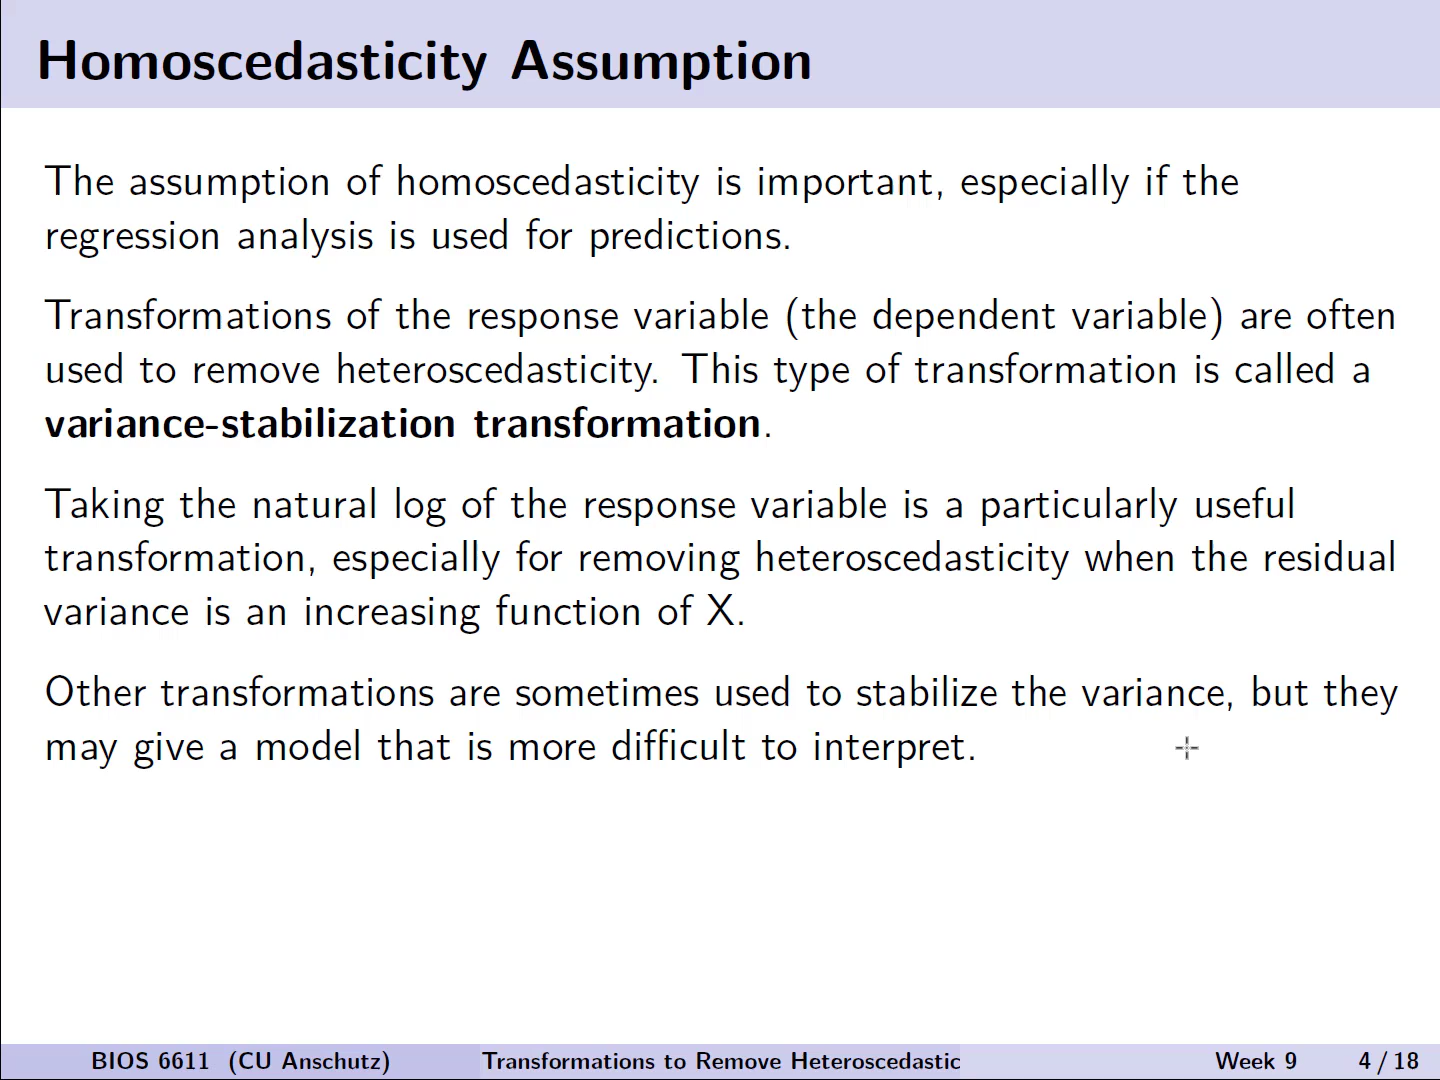 Homoscedasticity Assumption
The assumption of homoscedasticity is important, especially if the
regression analysis is used for predictions.
Transformations of the response variable (the dependent variable) are often
used to remove heteroscedasticity. This type of transformation is called a
variance-stabilization transformation.
Taking the natural log of the response variable is a particularly useful
transformation, especially for removing heteroscedasticity when the residual
variance is an increasing function of X.
Other transformations are sometimes used to stabilize the variance, but they
may give a model that is more difficult to interpret.
BIOS 6611 (CU Anschutz) Transformations to Remove Heteroscedastic Week 9 4 / 18